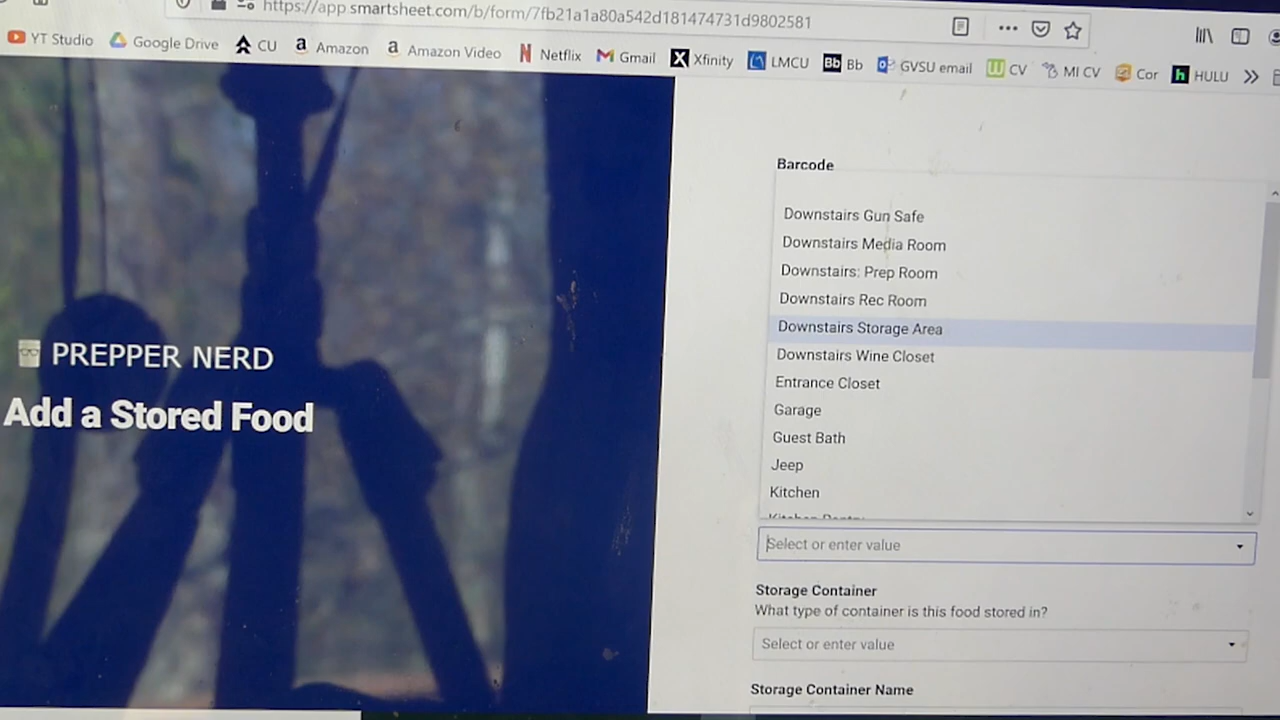 https://app.smartsheet.com/b/form/7fb21a1a80a542d181474731d9802581
YT Studio Google Drive CU Amazon Amazon Video Netflix Gmail Xfinity LMCU Bb Bb GVSU email CV MI CV Cor HULU
PREPPER NERD
Add a Stored Food
Barcode
Downstairs Gun Safe
Downstairs Media Room
Downstairs: Prep Room
Downstairs Rec Room
Downstairs Storage Area
Downstairs Wine Closet
Entrance Closet
Garage
Guest Bath
Jeep
Kitchen
Select or enter value
Storage Container
What type of container is this food stored in?
Select or enter value
Storage Container Name